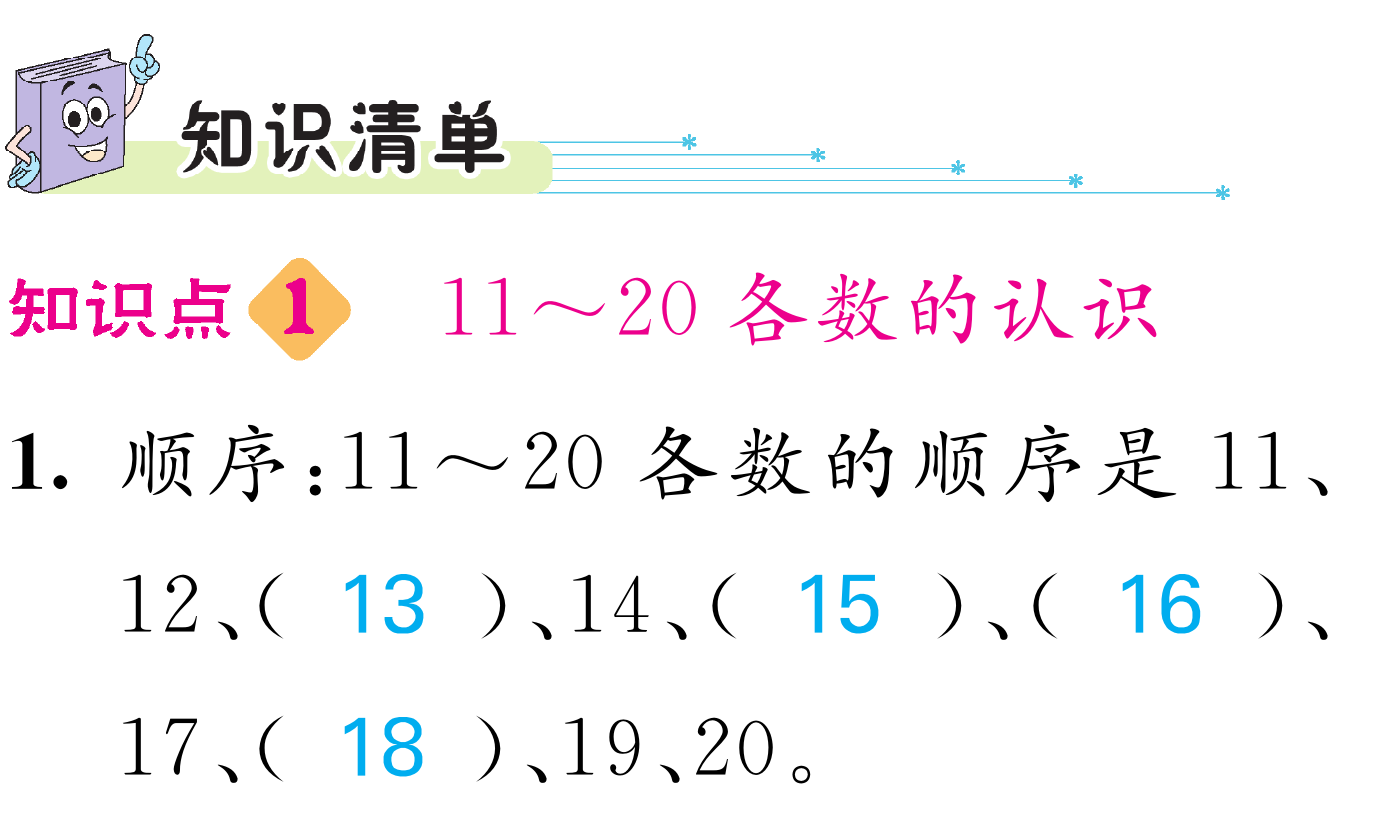 知识清单
知识点 1 11～20 各数的认识
1. 顺序:11～20 各数的顺序是 11、
12、( 13 )、14、( 15 )、( 16 )、
17、( 18 )、19、20。